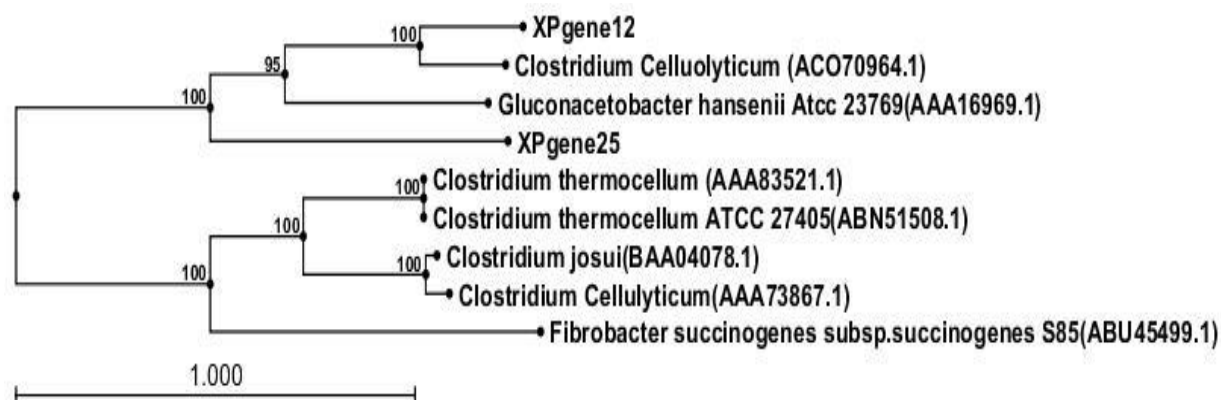 100
XPgene12
95
Clostridium Celluolyticum (ACO70964.1)
100
Gluconacetobacter hansenii Atcc 23769(AAA16969.1)
XPgene25
100
Clostridium thermocellum (AAA83521.1)
Clostridium thermocellum ATCC 27405(ABN51508.1)
100
100
Clostridium josui(BAA04078.1)
100
Clostridium Cellulyticum(AAA73867.1)
Fibrobacter succinogenes subsp.succinogenes S85(ABU45499.1)
1.000